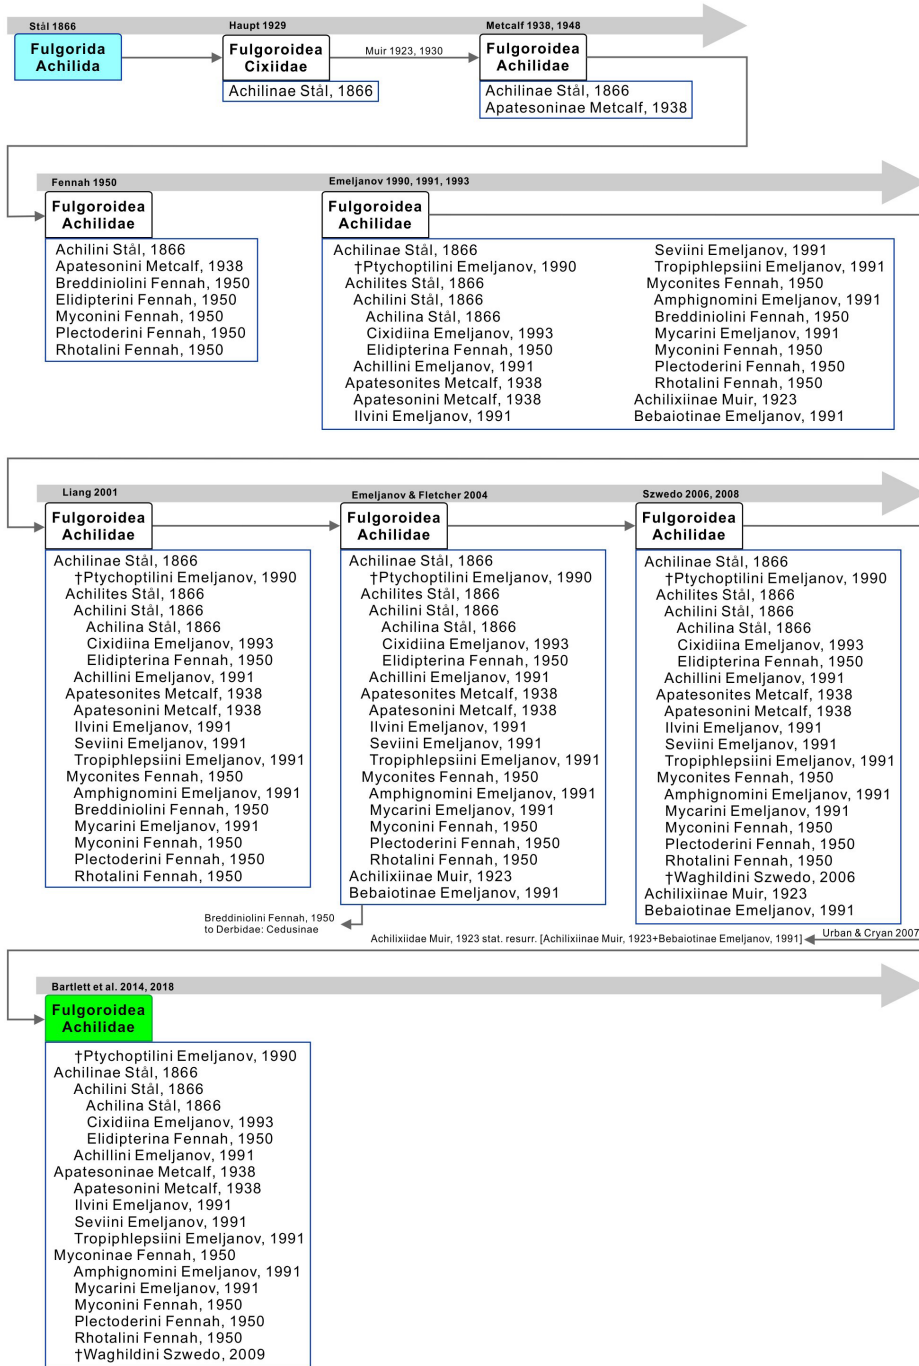 Stål 1866
Haupt 1929
Metcalf 1938, 1948
Fulgorida
Achilida
Fulgoroidea
Cixiidae
Muir 1923, 1930
Fulgoroidea
Achilidae
Achilinae Stål, 1866
Achilinae Stål, 1866
Apatesoninae Metcalf, 1938
Fennah 1950
Emeljanov 1990, 1991, 1993
Fulgoroidea
Achilidae
Achilini Stål, 1866
Apatesonini Metcalf, 1938
Breddiniolini Fennah, 1950
Elidipterini Fennah, 1950
Myconini Fennah, 1950
Plectoderini Fennah, 1950
Rhotalini Fennah, 1950
Fulgoroidea
Achilidae
Achilinae Stål, 1866
†Ptychoptilini Emeljanov, 1990
Achilites Stål, 1866
Achilini Stål, 1866
Achilina Stål, 1866
Cixidiina Emeljanov, 1993
Elidipterina Fennah, 1950
Achillini Emeljanov, 1991
Apatesonites Metcalf, 1938
Apatesonini Metcalf, 1938
Ilvini Emeljanov, 1991
Seviini Emeljanov, 1991
Tropiphlepsiini Emeljanov, 1991
Myconites Fennah, 1950
Amphignomini Emeljanov, 1991
Breddiniolini Fennah, 1950
Mycarini Emeljanov, 1991
Myconini Fennah, 1950
Plectoderini Fennah, 1950
Rhotalini Fennah, 1950
Achilixiinae Muir, 1923
Bebaiotinae Emeljanov, 1991
Liang 2001
Emeljanov & Fletcher 2004
Szwedo 2006, 2008
Fulgoroidea
Achilidae
Achilinae Stål, 1866
†Ptychoptilini Emeljanov, 1990
Achilites Stål, 1866
Achilini Stål, 1866
Achilina Stål, 1866
Cixidiina Emeljanov, 1993
Elidipterina Fennah, 1950
Achillini Emeljanov, 1991
Apatesonites Metcalf, 1938
Apatesonini Metcalf, 1938
Ilvini Emeljanov, 1991
Seviini Emeljanov, 1991
Tropiphlepsiini Emeljanov, 1991
Myconites Fennah, 1950
Amphignomini Emeljanov, 1991
Breddiniolini Fennah, 1950
Mycarini Emeljanov, 1991
Myconini Fennah, 1950
Plectoderini Fennah, 1950
Rhotalini Fennah, 1950
Fulgoroidea
Achilidae
Achilinae Stål, 1866
†Ptychoptilini Emeljanov, 1990
Achilites Stål, 1866
Achilini Stål, 1866
Achilina Stål, 1866
Cixidiina Emeljanov, 1993
Elidipterina Fennah, 1950
Achillini Emeljanov, 1991
Apatesonites Metcalf, 1938
Apatesonini Metcalf, 1938
Ilvini Emeljanov, 1991
Seviini Emeljanov, 1991
Tropiphlepsiini Emeljanov, 1991
Myconites Fennah, 1950
Amphignomini Emeljanov, 1991
Mycarini Emeljanov, 1991
Myconini Fennah, 1950
Plectoderini Fennah, 1950
Rhotalini Fennah, 1950
Achilixiinae Muir, 1923
Bebaiotinae Emeljanov, 1991
Fulgoroidea
Achilidae
Achilinae Stål, 1866
†Ptychoptilini Emeljanov, 1990
Achilites Stål, 1866
Achilini Stål, 1866
Achilina Stål, 1866
Cixidiina Emeljanov, 1993
Elidipterina Fennah, 1950
Achillini Emeljanov, 1991
Apatesonites Metcalf, 1938
Apatesonini Metcalf, 1938
Ilvini Emeljanov, 1991
Seviini Emeljanov, 1991
Tropiphlepsiini Emeljanov, 1991
Myconites Fennah, 1950
Amphignomini Emeljanov, 1991
Mycarini Emeljanov, 1991
Myconini Fennah, 1950
Plectoderini Fennah, 1950
Rhotalini Fennah, 1950
†Waghildini Szwedo, 2006
Achilixiinae Muir, 1923
Bebaiotinae Emeljanov, 1991
Breddiniolini Fennah, 1950
to Derbidae: Cedusinae
Achilixiidae Muir, 1923 stat. resurr. [Achilixiinae Muir, 1923+Bebaiotinae Emeljanov, 1991]
Urban & Cryan 2007
Bartlett et al. 2014, 2018
Fulgoroidea
Achilidae
†Ptychoptilini Emeljanov, 1990
Achilinae Stål, 1866
Achilini Stål, 1866
Achilina Stål, 1866
Cixidiina Emeljanov, 1993
Elidipterina Fennah, 1950
Achillini Emeljanov, 1991
Apatesoninae Metcalf, 1938
Apatesonini Metcalf, 1938
Ilvini Emeljanov, 1991
Seviini Emeljanov, 1991
Tropiphlepsiini Emeljanov, 1991
Myconinae Fennah, 1950
Amphignomini Emeljanov, 1991
Mycarini Emeljanov, 1991
Myconini Fennah, 1950
Plectoderini Fennah, 1950
Rhotalini Fennah, 1950
†Waghildini Szwedo, 2009